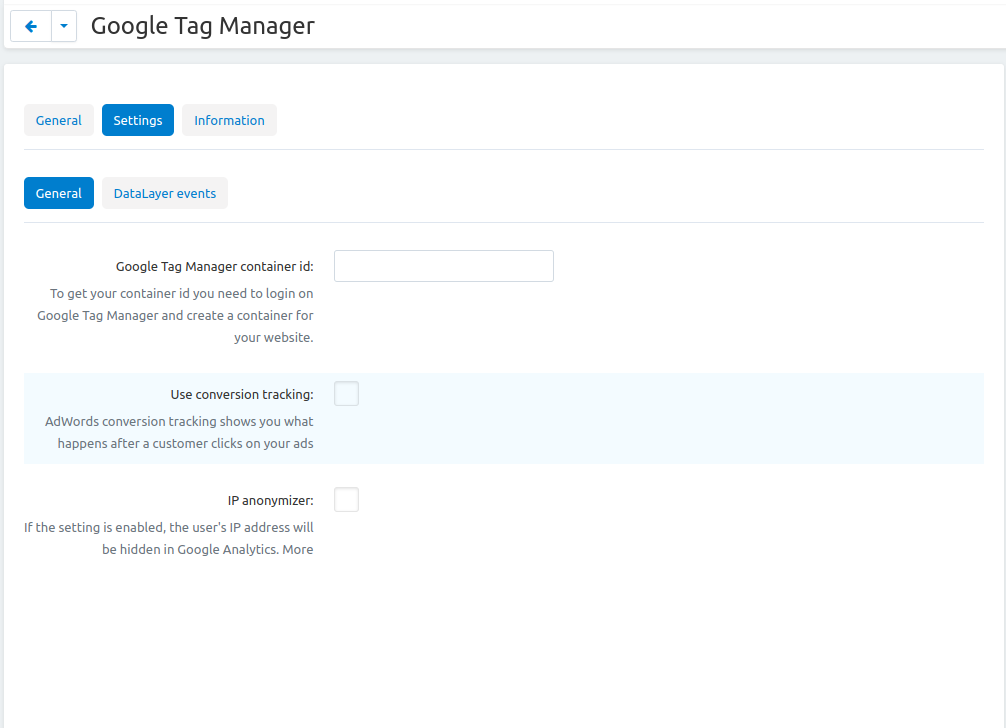 Google Tag Manager
General Settings Information
General DataLayer events
Google Tag Manager container id:
To get your container id you need to login on
Google Tag Manager and create a container for
your website.
Use conversion tracking:
AdWords conversion tracking shows you what
happens after a customer clicks on your ads
IP anonymizer:
If the setting is enabled, the user's IP address will
be hidden in Google Analytics. More